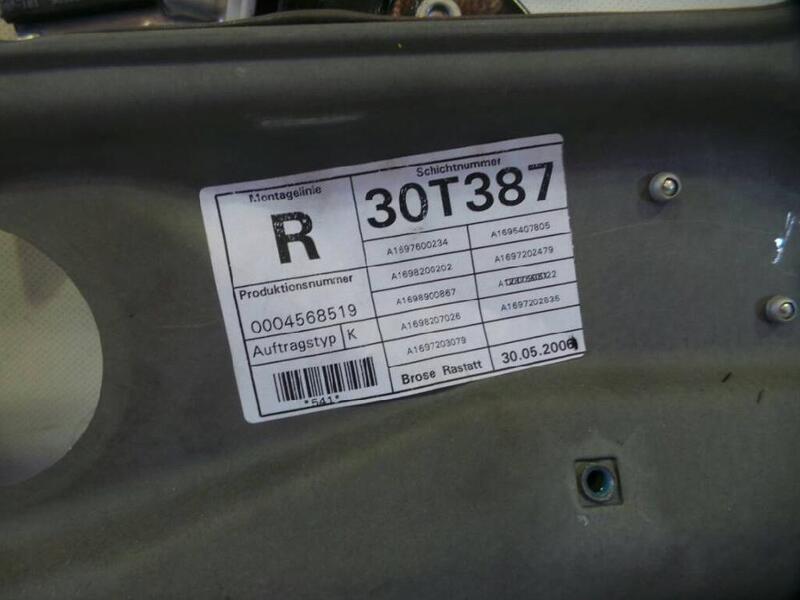 Montagelinie
R
Schichtnummer
30T387
Produktionsnummer
0004568519
Auftragstyp K
*541*
A1697600234
A1698200202
A1698900867
A1698207026
A1697203079
A1696407805
A1697202479
A1697202835
Brose Rastatt
30.05.2006